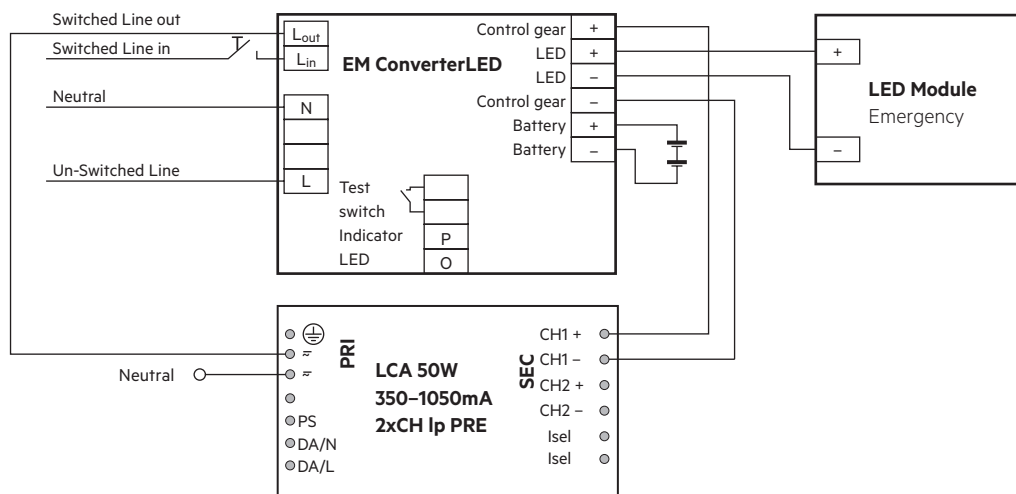 Switched Line out
Switched Line in
Neutral
Un-Switched Line
Lout
Lin
N
L
EM ConverterLED
Test
switch
Indicator
LED
P
O
Control gear +
LED +
LED –
Control gear –
Battery +
Battery –
+
–
LED Module
Emergency
Neutral
PRI
≂
≂
PS
DA/N
DA/L
LCA 50W
350–1050mA
2xCH lp PRE
SEC
CH1 +
CH1 –
CH2 +
CH2 –
Isel
Isel